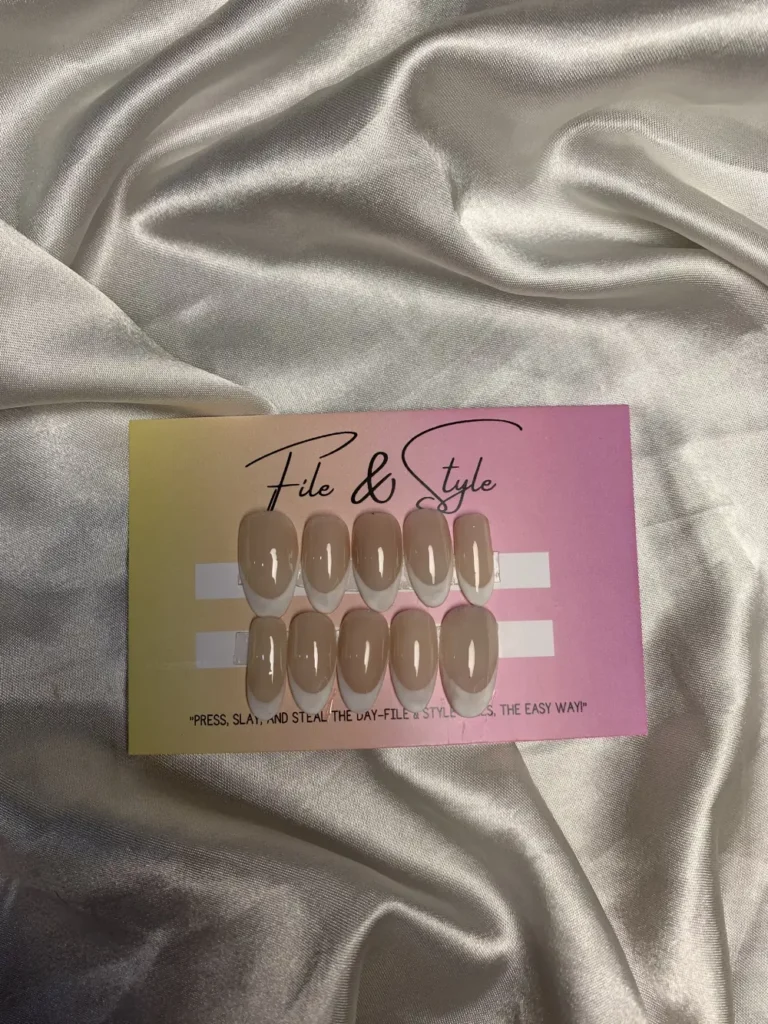 File & Style
"PRESS, SLAY, AND STEAL THE DAY-FILE & STYLE THE EASY WAY!"